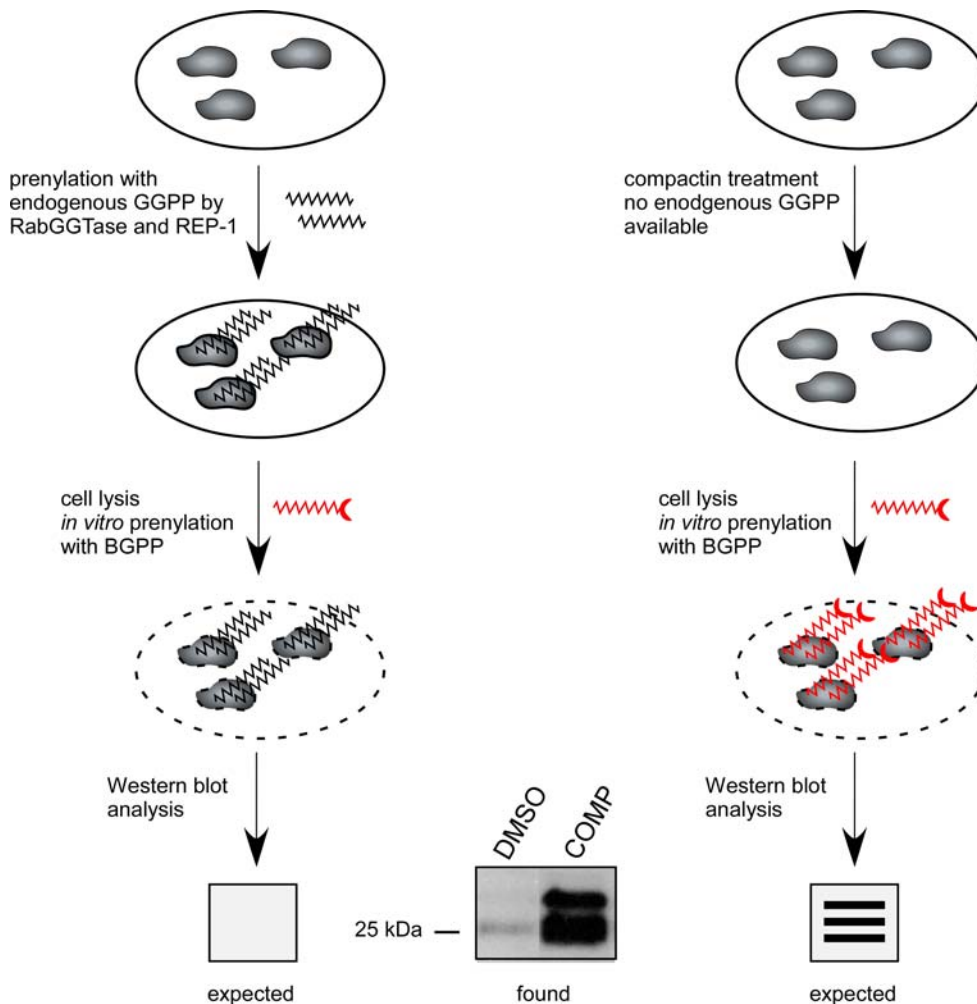 prenylation with
endogenous GGPP by
RabGGTase and REP-1
compactin treatment
no enodgenous GGPP
available
cell lysis
in vitro prenylation
with BGPP
cell lysis
in vitro prenylation
with BGPP
Western blot
analysis
Western blot
analysis
DMSO
COMP
25 kDa
expected
found
expected